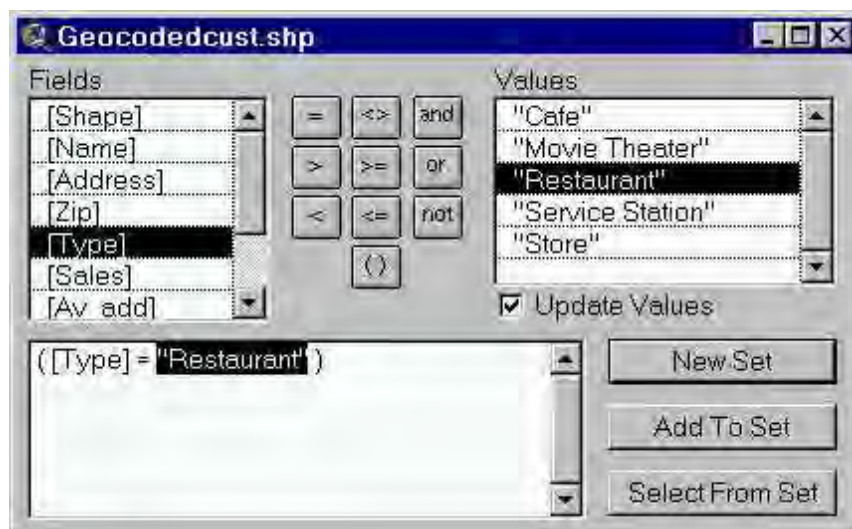 Geocodedcust.shp
Fields
[Shape]
[Name]
[Address]
[Zip]
[Type]
[Sales]
[Av_add]
= <> and
> >= or
< <= not
( )
Values
"Cafe"
"Movie Theater"
"Restaurant"
"Service Station"
"Store"
Update Values
( [Type] = "Restaurant" )
New Set
Add To Set
Select From Set